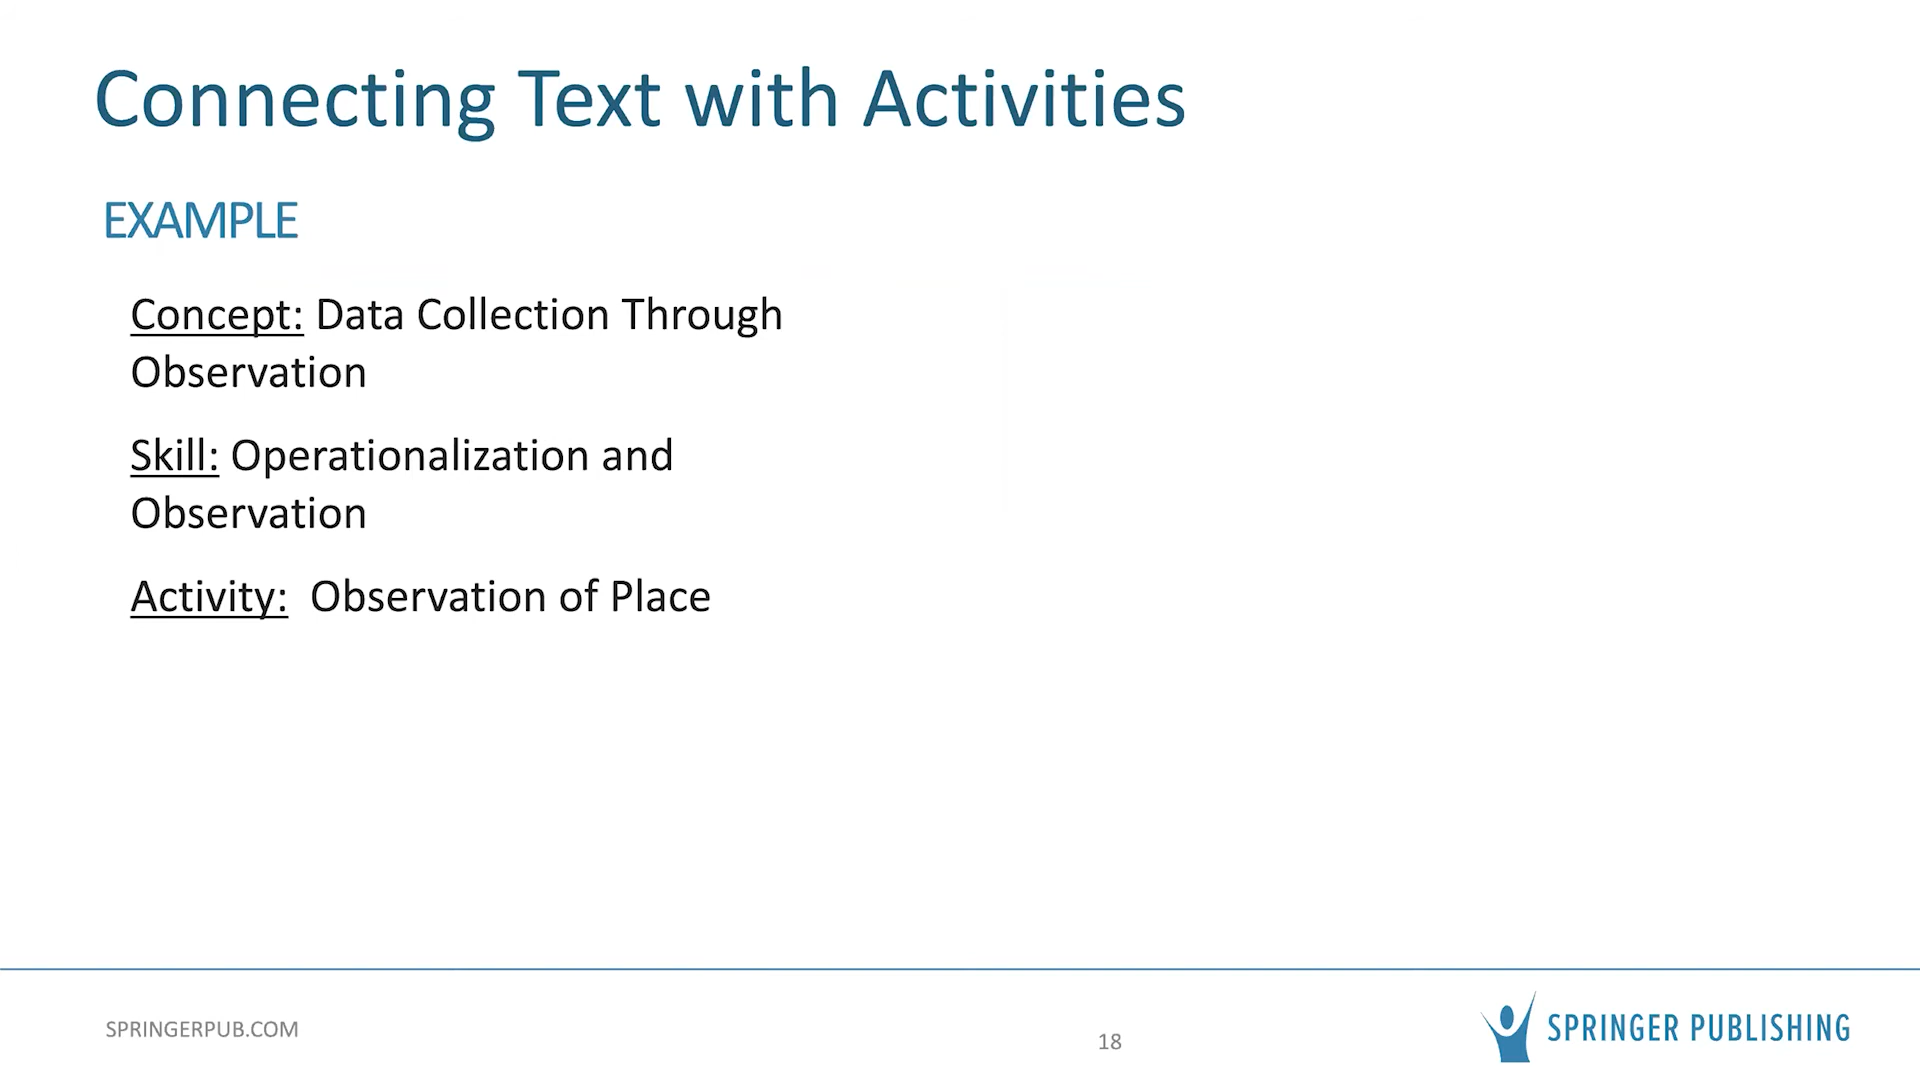 Connecting Text with Activities
EXAMPLE
Concept: Data Collection Through
Observation
Skill: Operationalization and
Observation
Activity:  Observation of Place
SPRINGERPUB.COM
18
SPRINGER PUBLISHING